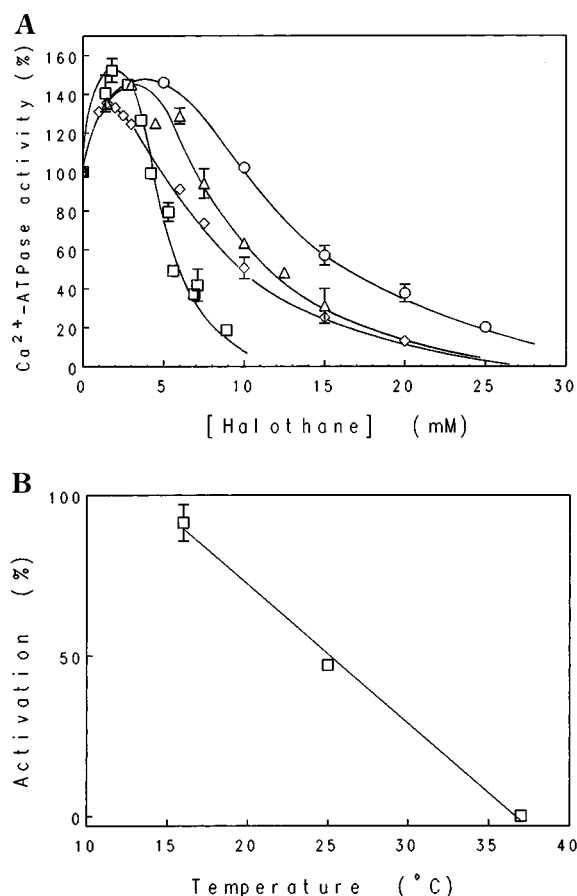 A
Ca2+-ATPase activity (%)
160
140
120
100
80
60
40
20
0
0 5 10 15 20 25 30
[Halothane] (mM)
B
Activation (%)
100
50
0
10 15 20 25 30 35 40
Temperature (°C)